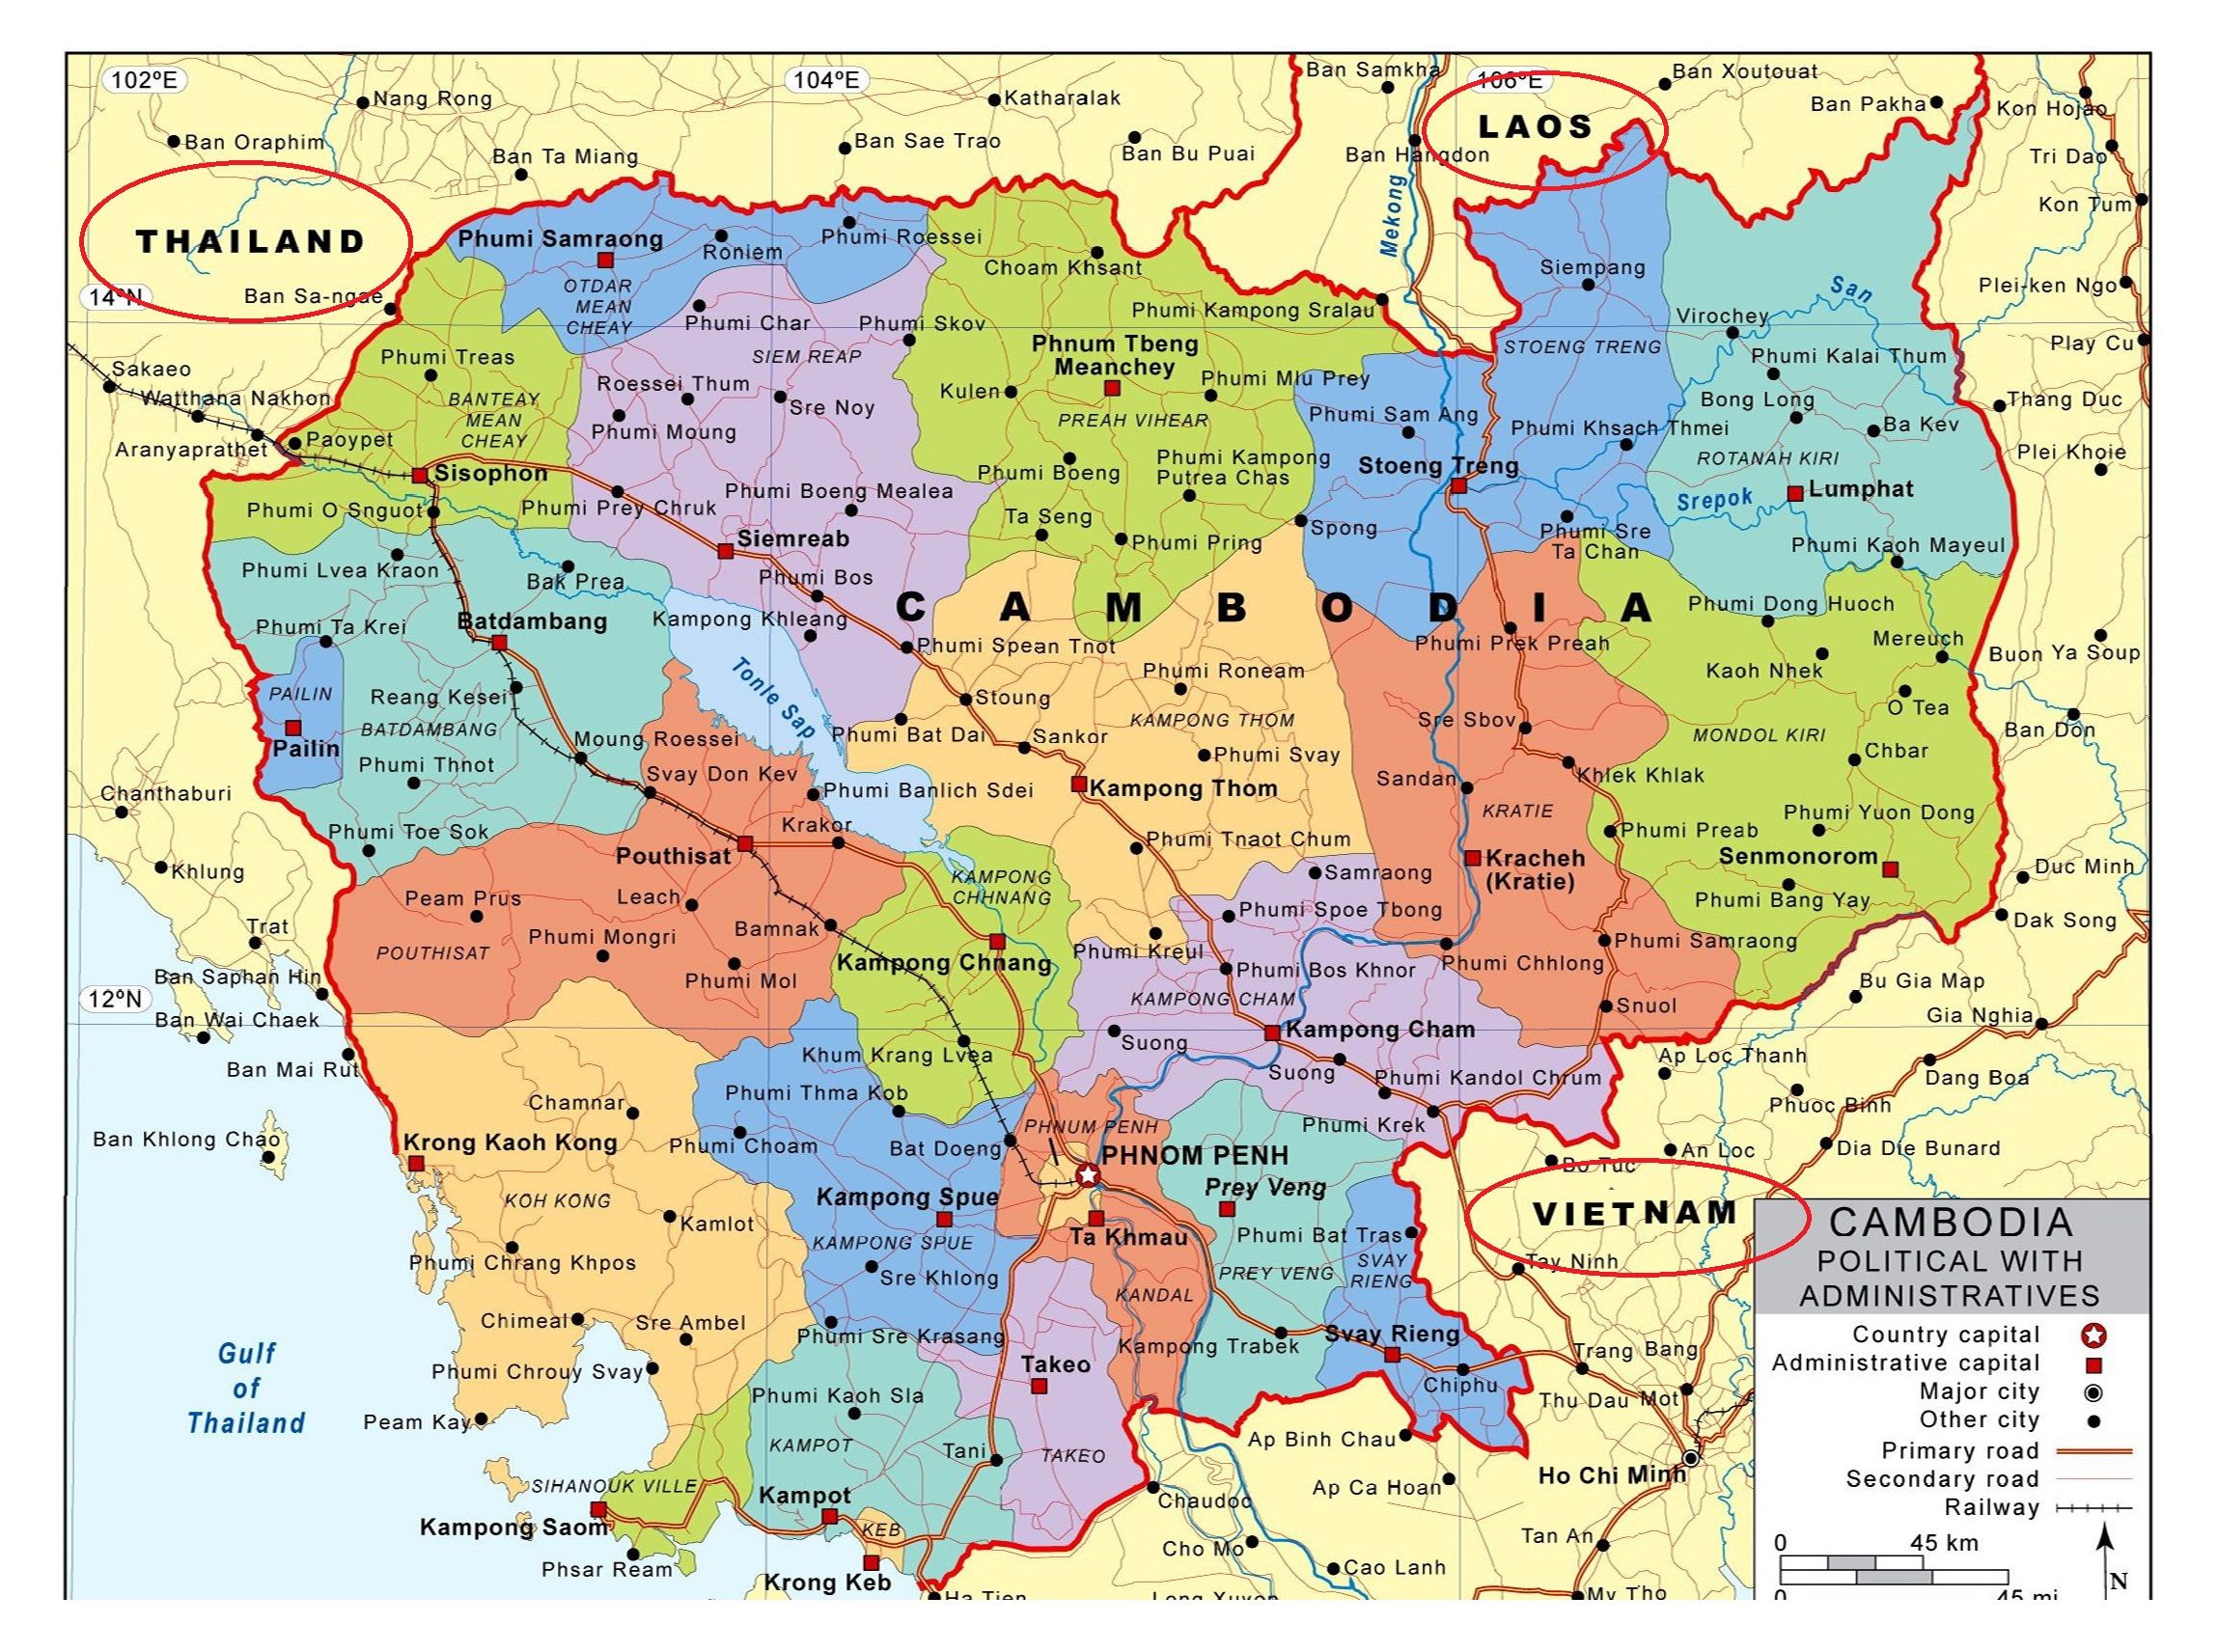 102°E
104°E
106°E
Ban Samkha
Ban Xoutouat
Nang Rong
Katharalak
Ban Pakha
Kon Hojao
Ban Oraphim
Ban Sae Trao
LAOS
Ban Ta Miang
Ban Bu Puai
Ban Hangdon
Tri Dao
Mekong
Kon Tum
THAILAND
Phumi Samraong
Roniem
Phumi Roessei
Choam Khsant
Siempang
14°N
Ban Sa-ngae
OTDAR
MEAN
CHEAY
San
Plei-ken Ngo
Phumi Char
Phumi Skov
Phumi Kampong Sralau
Virochey
Phumi Treas
SIEM REAP
Phnum Tbeng
Meanchey
STOENG TRENG
Phumi Kalai Thum
Play Cu
Sakaeo
Watthana Nakhon
BANTEAY
MEAN
CHEAY
Roessei Thum
Sre Noy
Kulen
Phumi Mlu Prey
Phumi Sam Ang
Bong Long
Thang Duc
Aranyaprathet
Paoypet
Phumi Moung
PREAH VIHEAR
Phumi Khsach Thmei
Ba Kev
Plei Khoie
Sisophon
Phumi Boeng
Phumi Kampong
Putrea Chas
Stoeng Treng
ROTANAH KIRI
Phumi O Snguot
Phumi Prey Chruk
Phumi Boeng Mealea
Ta Seng
Spong
Srepok
Lumphat
Siemreab
Phumi Pring
Phumi Sre
Ta Chan
Phumi Kaoh Mayeul
Phumi Lvea Kraon
Bak Prea
Phumi Bos
CAMBODIA
Phumi Ta Krei
Batdambang
Kampong Khleang
Phumi Spean Tnot
Phumi Prek Preah
Phumi Dong Huoch
Mereuch
Buon Ya Soup
PAILIN
Reang Kesei
Tonle Sap
Stoung
Phumi Roneam
Kaoh Nhek
O Tea
BATDAMBANG
Pailin
Moung Roessei
Phumi Bat Dai
Sankor
KAMPONG THOM
Sre Sbov
MONDOL KIRI
Ban Don
Phumi Thnot
Svay Don Kev
Phumi Banlich Sdei
Kampong Thom
Phumi Svay
Sandan
Khlek Khlak
Chbar
Chanthaburi
Phumi Toe Sok
Krakor
Phumi Tnaot Chum
KRATIE
Phumi Preab
Phumi Yuon Dong
Khlung
Pouthisat
KAMPONG
CHHNANG
Samraong
Kracheh
(Kratie)
Senmonorom
Duc Minh
Peam Prus
Leach
Phumi Spoe Tbong
Phumi Bang Yay
Dak Song
Trat
POUTHISAT
Phumi Mongri
Bamnak
Kampong Chnang
Phumi Kreul
Phumi Bos Khnor
Phumi Chhlong
Phumi Samraong
Ban Saphan Hin
Phumi Mol
KAMPONG CHAM
Bu Gia Map
12°N
Ban Wai Chaek
Suong
Kampong Cham
Snuol
Gia Nghia
Ban Mai Rut
Khum Krang Lvea
Suong
Phumi Kandol Chrum
Ap Loc Thanh
Dang Boa
Chamnar
Phumi Thma Kob
Phuoc Binh
Ban Khlong Chao
Krong Kaoh Kong
Phumi Choam
Bat Doeng
PHNUM PENH
Phumi Krek
An Loc
Dia Die Bunard
PHNOM PENH
Bo Tuc
KOH KONG
Kampong Spue
Prey Veng
VIETNAM
Kamlot
KAMPONG SPUE
Ta Khmau
Phumi Bat Tras
Phumi Chrang Khpos
Sre Khlong
PREY VENG
SVAY
RIENG
Tay Ninh
KANDAL
Chimeal
Sre Ambel
Phumi Sre Krasang
Kampong Trabek
Svay Rieng
Trang Bang
Gulf
of
Thailand
Phumi Chrouy Svay
Takeo
Chiphu
Thu Dau Mot
Peam Kay
Phumi Kaoh Sla
KAMPOT
Tani
TAKEO
Ap Binh Chau
SIHANOUK VILLE
Kampot
Chaudoc
Ap Ca Hoan
Ho Chi Minh
Kampong Saom
KEB
Phsar Ream
Krong Keb
Cho Mo
Cao Lanh
Tan An
Ha Tien
Long Xuyen
My Tho
CAMBODIA
POLITICAL WITH
ADMINISTRATIVES
Country capital
Administrative capital
Major city
Other city
Primary road
Secondary road
Railway
0 45 km
0 45 mi
N